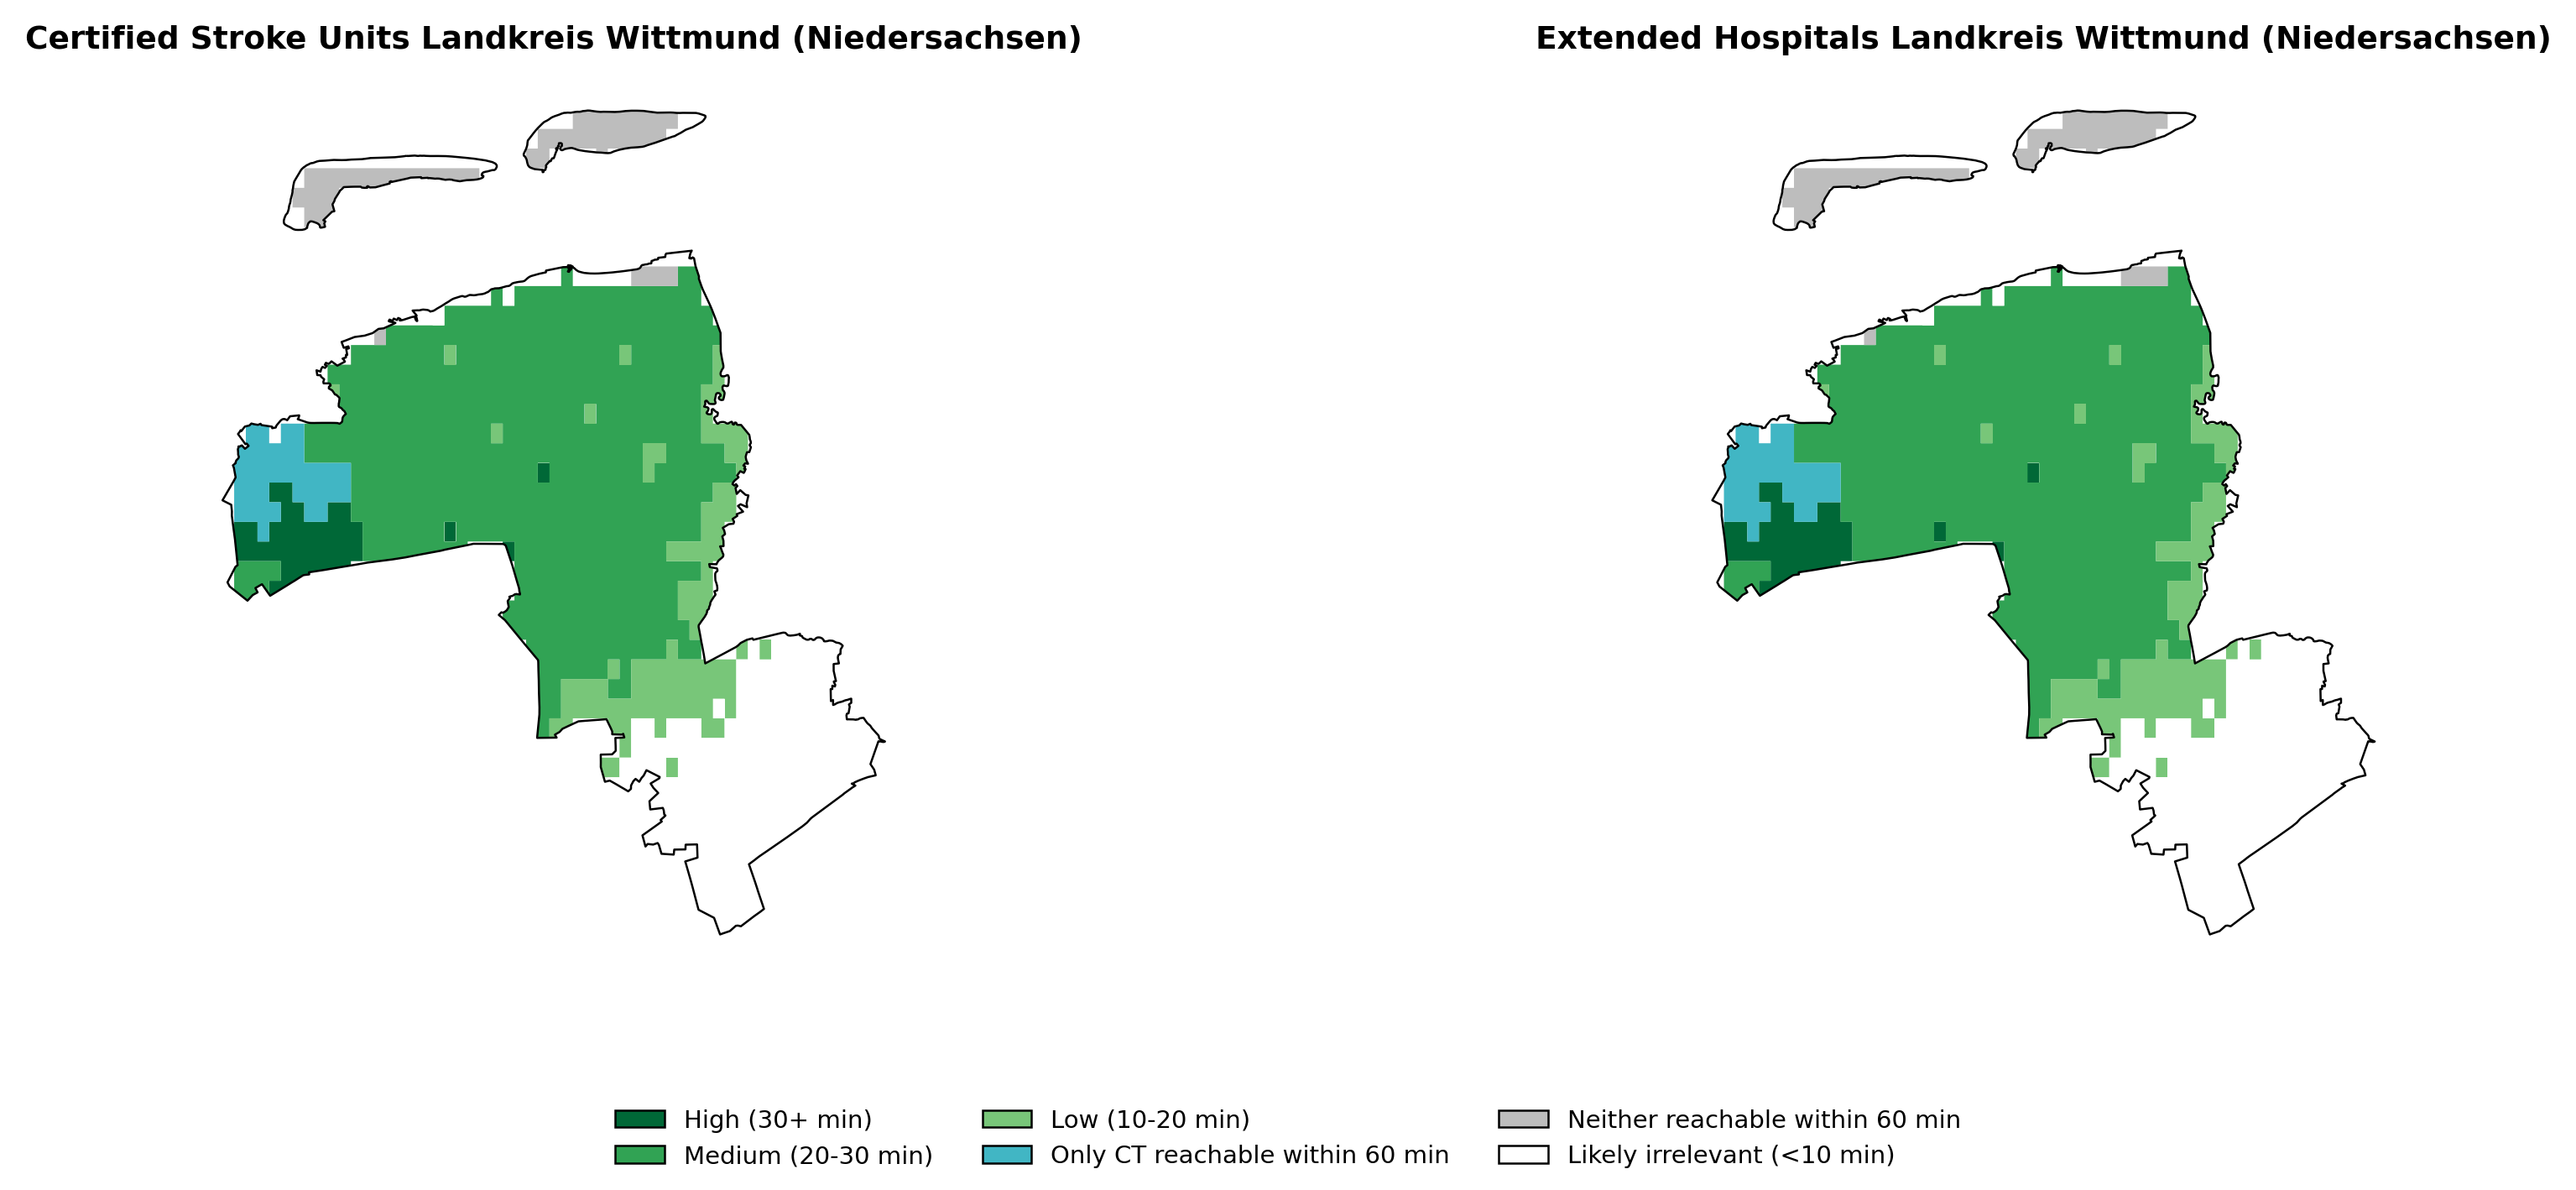 Certified Stroke Units Landkreis Wittmund (Niedersachsen)
Extended Hospitals Landkreis Wittmund (Niedersachsen)
High (30+ min)
Medium (20-30 min)
Low (10-20 min)
Only CT reachable within 60 min
Neither reachable within 60 min
Likely irrelevant (<10 min)